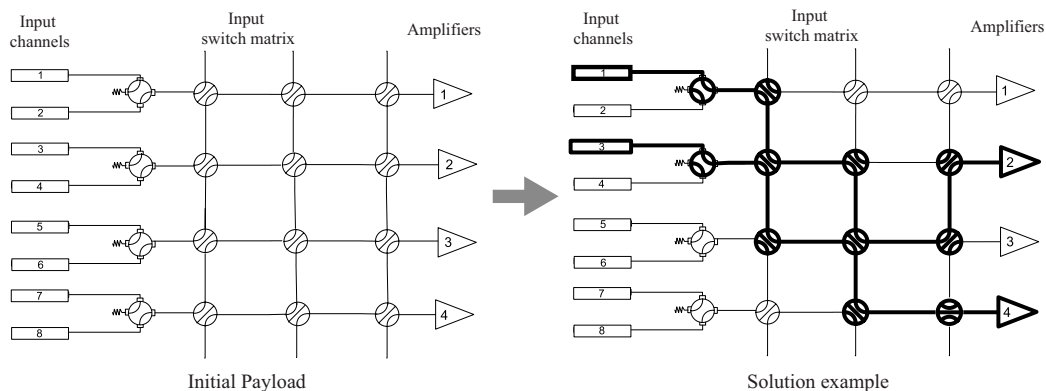 Input
channels
Input
switch matrix
Amplifiers
1
2
3
4
5
6
7
8
1
2
3
4
Initial Payload
Input
channels
Input
switch matrix
Amplifiers
1
2
3
4
5
6
7
8
1
2
3
4
Solution example